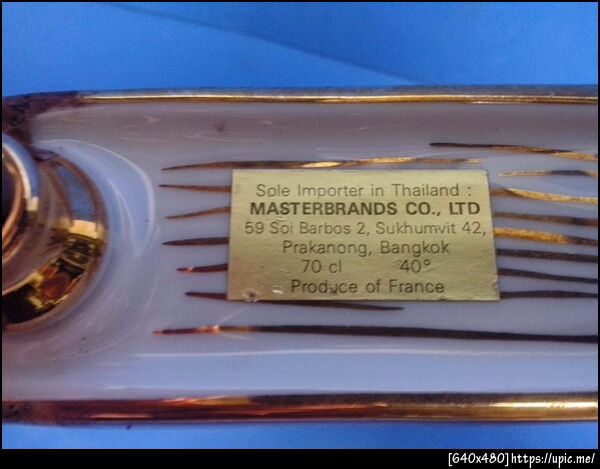 Sole Importer in Thailand :
MASTERBRANDS CO., LTD
59 Soi Barbos 2, Sukhumvit 42,
Prakanong, Bangkok
70 cl 40°
Produce of France
[640x480]https://upic.me/